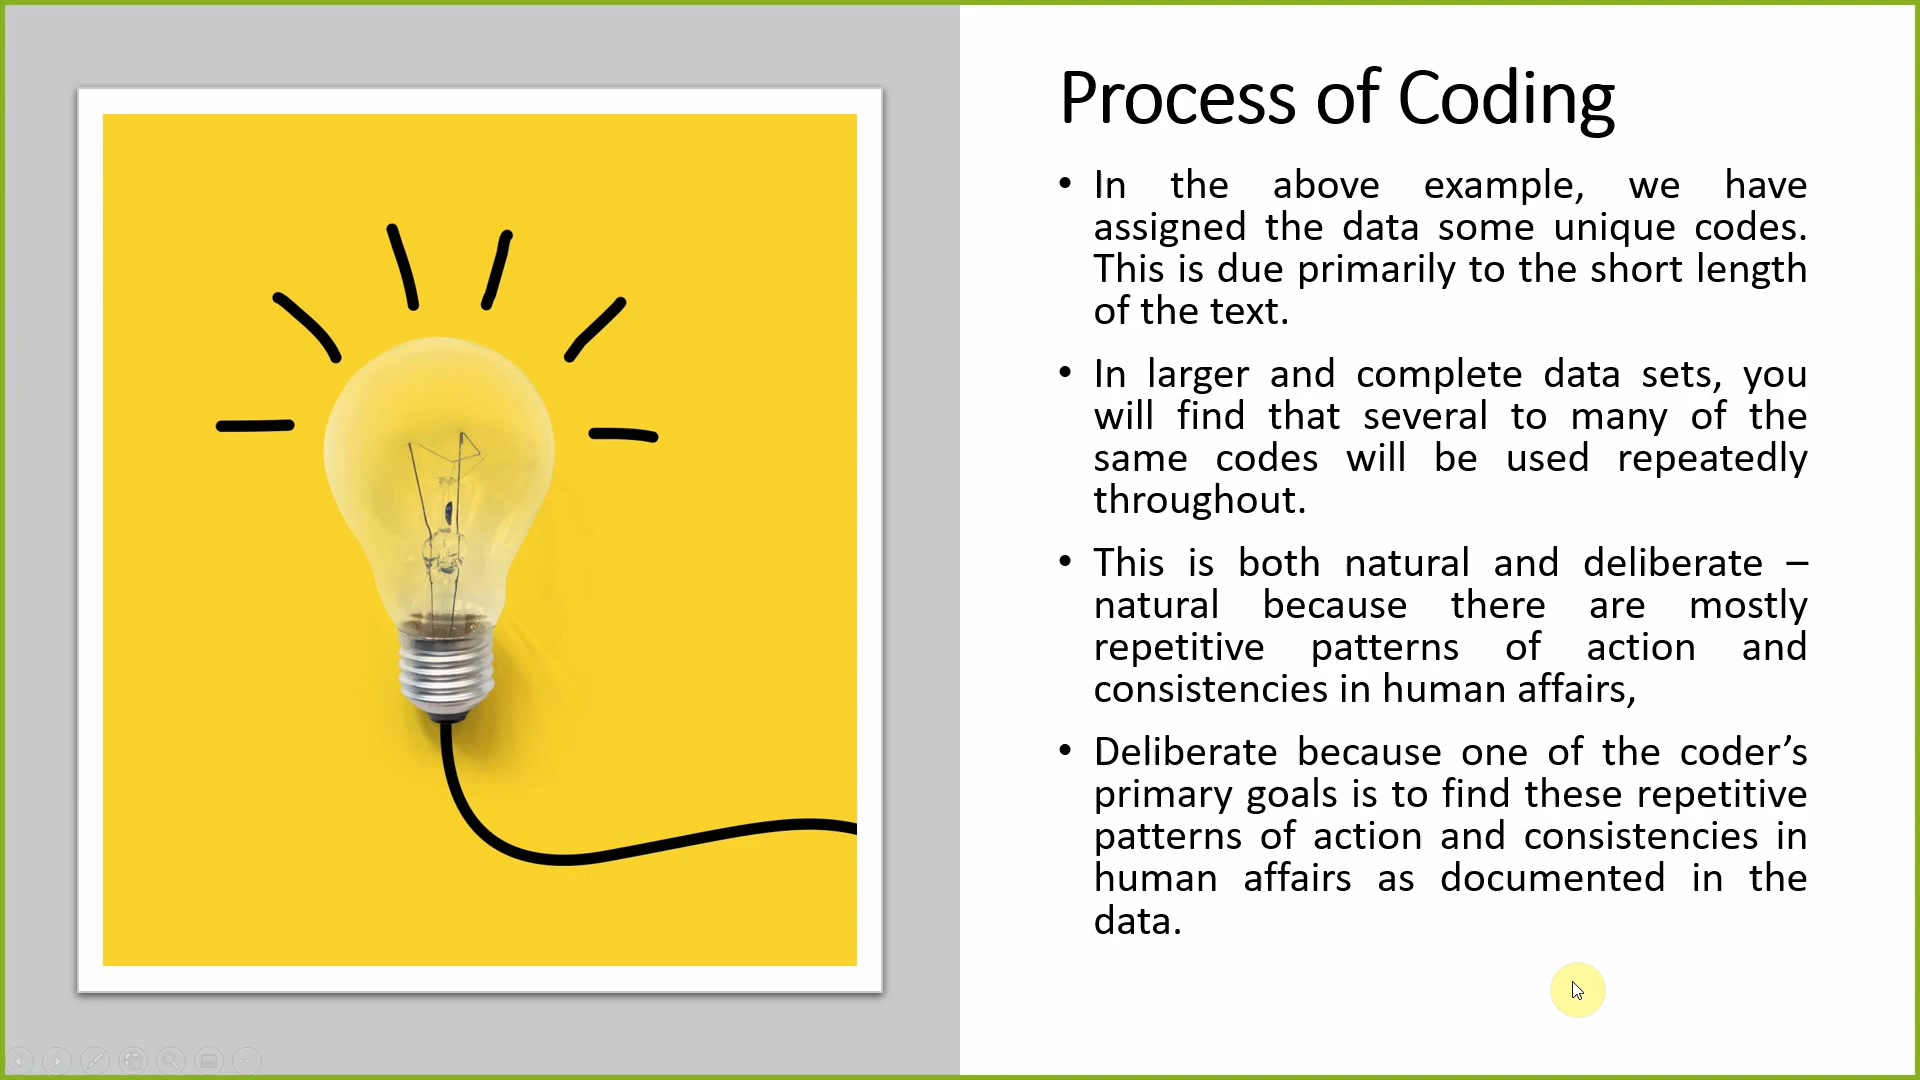 Process of Coding
• In the above example, we have
assigned the data some unique codes.
This is due primarily to the short length
of the text.
• In larger and complete data sets, you
will find that several to many of the
same codes will be used repeatedly
throughout.
• This is both natural and deliberate –
natural because there are mostly
repetitive patterns of action and
consistencies in human affairs,
• Deliberate because one of the coder’s
primary goals is to find these repetitive
patterns of action and consistencies in
human affairs as documented in the
data.